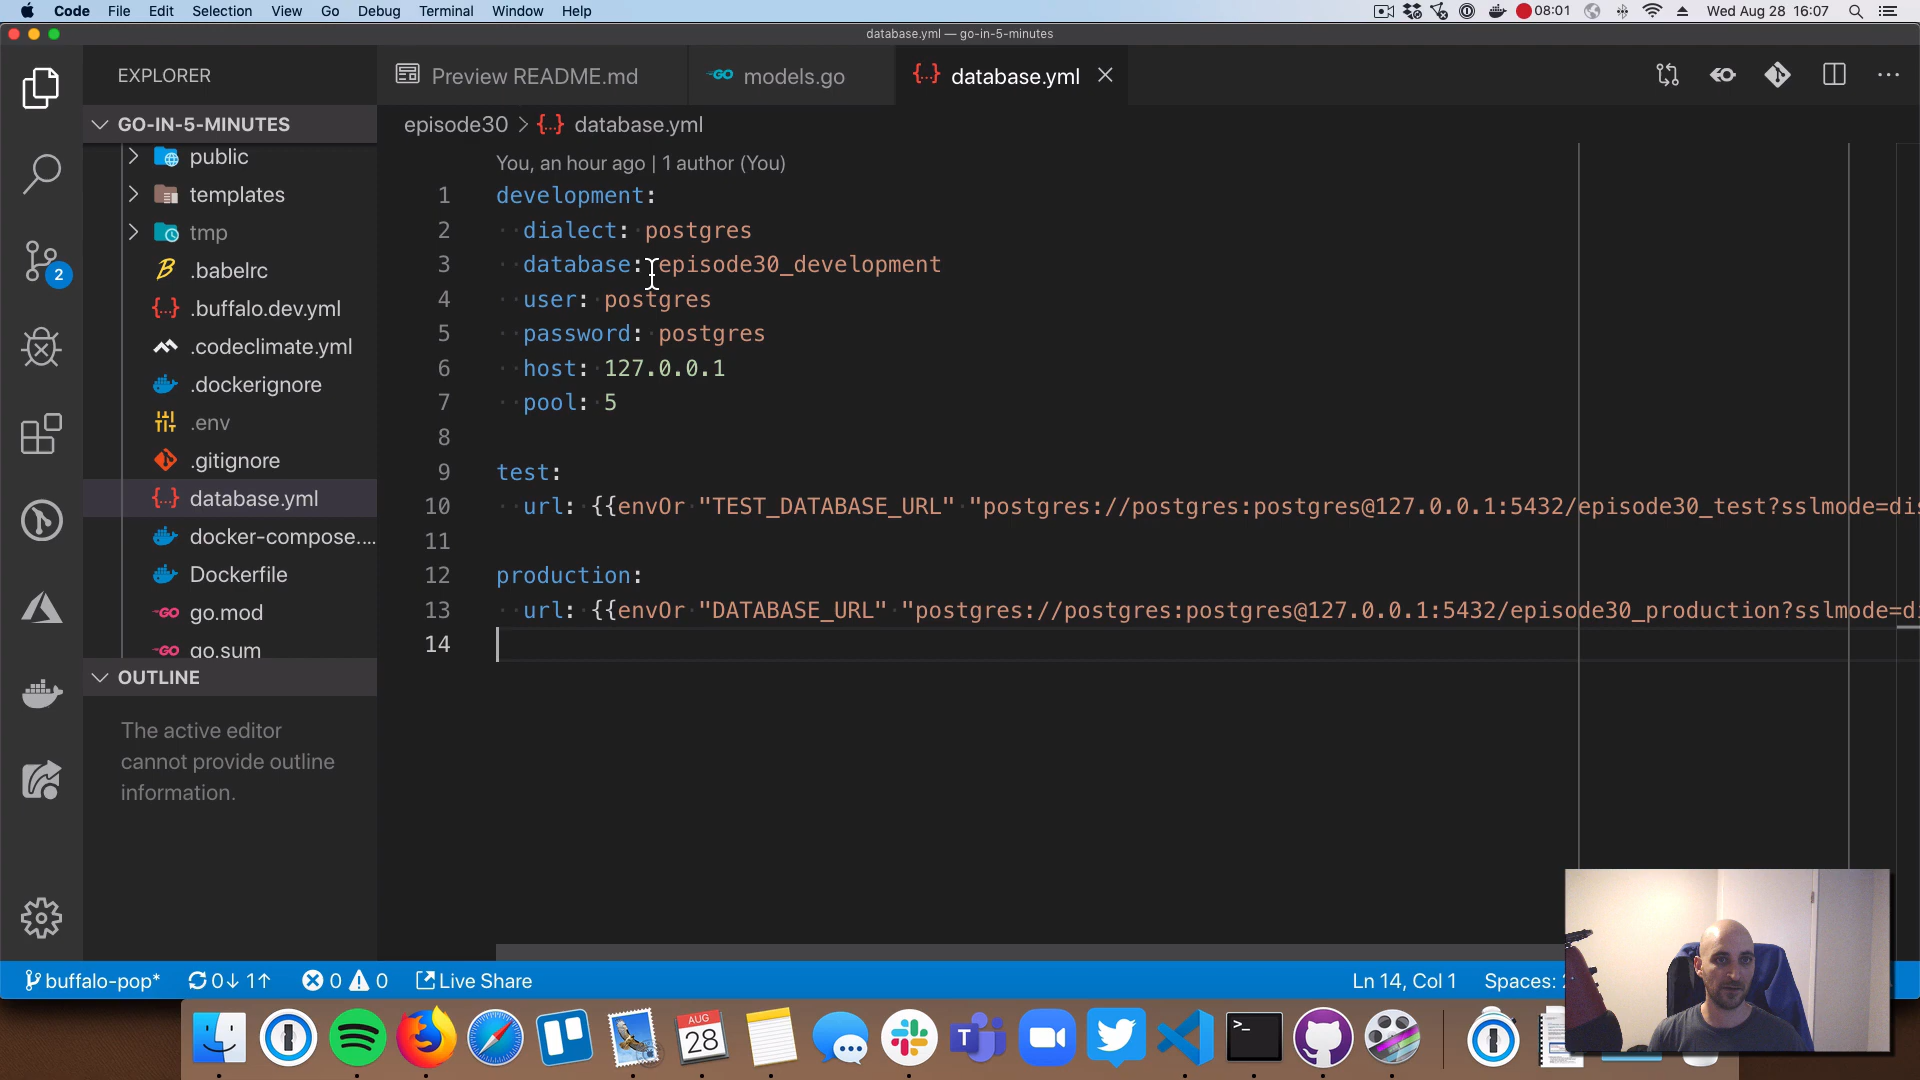 Code File Edit Selection View Go Debug Terminal Window Help
08:01 Wed Aug 28 16:07
database.yml — go-in-5-minutes
EXPLORER
Preview README.md
models.go
database.yml
GO-IN-5-MINUTES
public
templates
tmp
.babelrc
.buffalo.dev.yml
.codeclimate.yml
.dockerignore
.env
.gitignore
database.yml
docker-compose....
Dockerfile
go.mod
go.sum
OUTLINE
The active editor
cannot provide outline
information.
episode30 > database.yml
You, an hour ago | 1 author (You)
1 development:
2 dialect: postgres
3 database: episode30_development
4 user: postgres
5 password: postgres
6 host: 127.0.0.1
7 pool: 5
8
9 test:
10 url: {{envOr "TEST_DATABASE_URL" "postgres://postgres:postgres@127.0.0.1:5432/episode30_test?sslmode=dis
11
12 production:
13 url: {{envOr "DATABASE_URL" "postgres://postgres:postgres@127.0.0.1:5432/episode30_production?sslmode=di
14
2
buffalo-pop* 0↓ 1↑ 0 0 Live Share Ln 14, Col 1 Spaces:
AUG
28